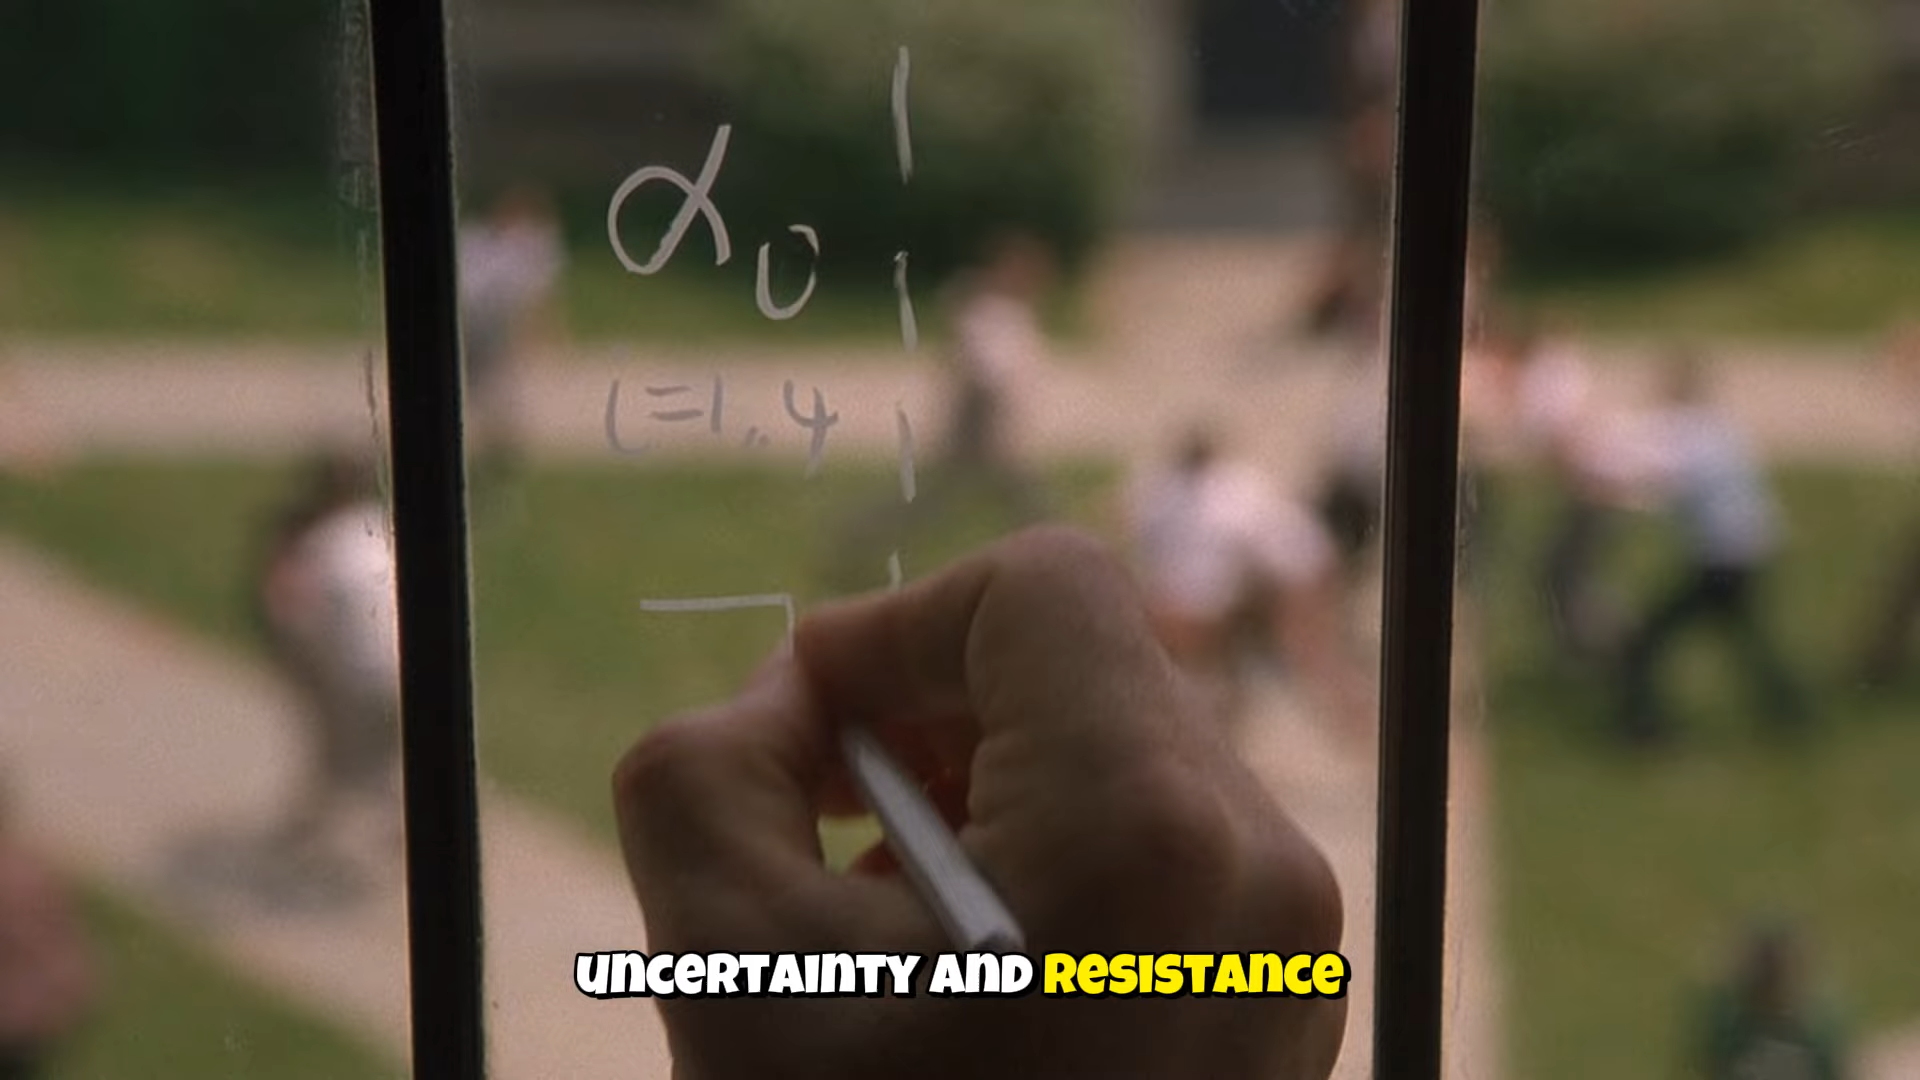 α₀
i=1,,4
uncertainty and resistance